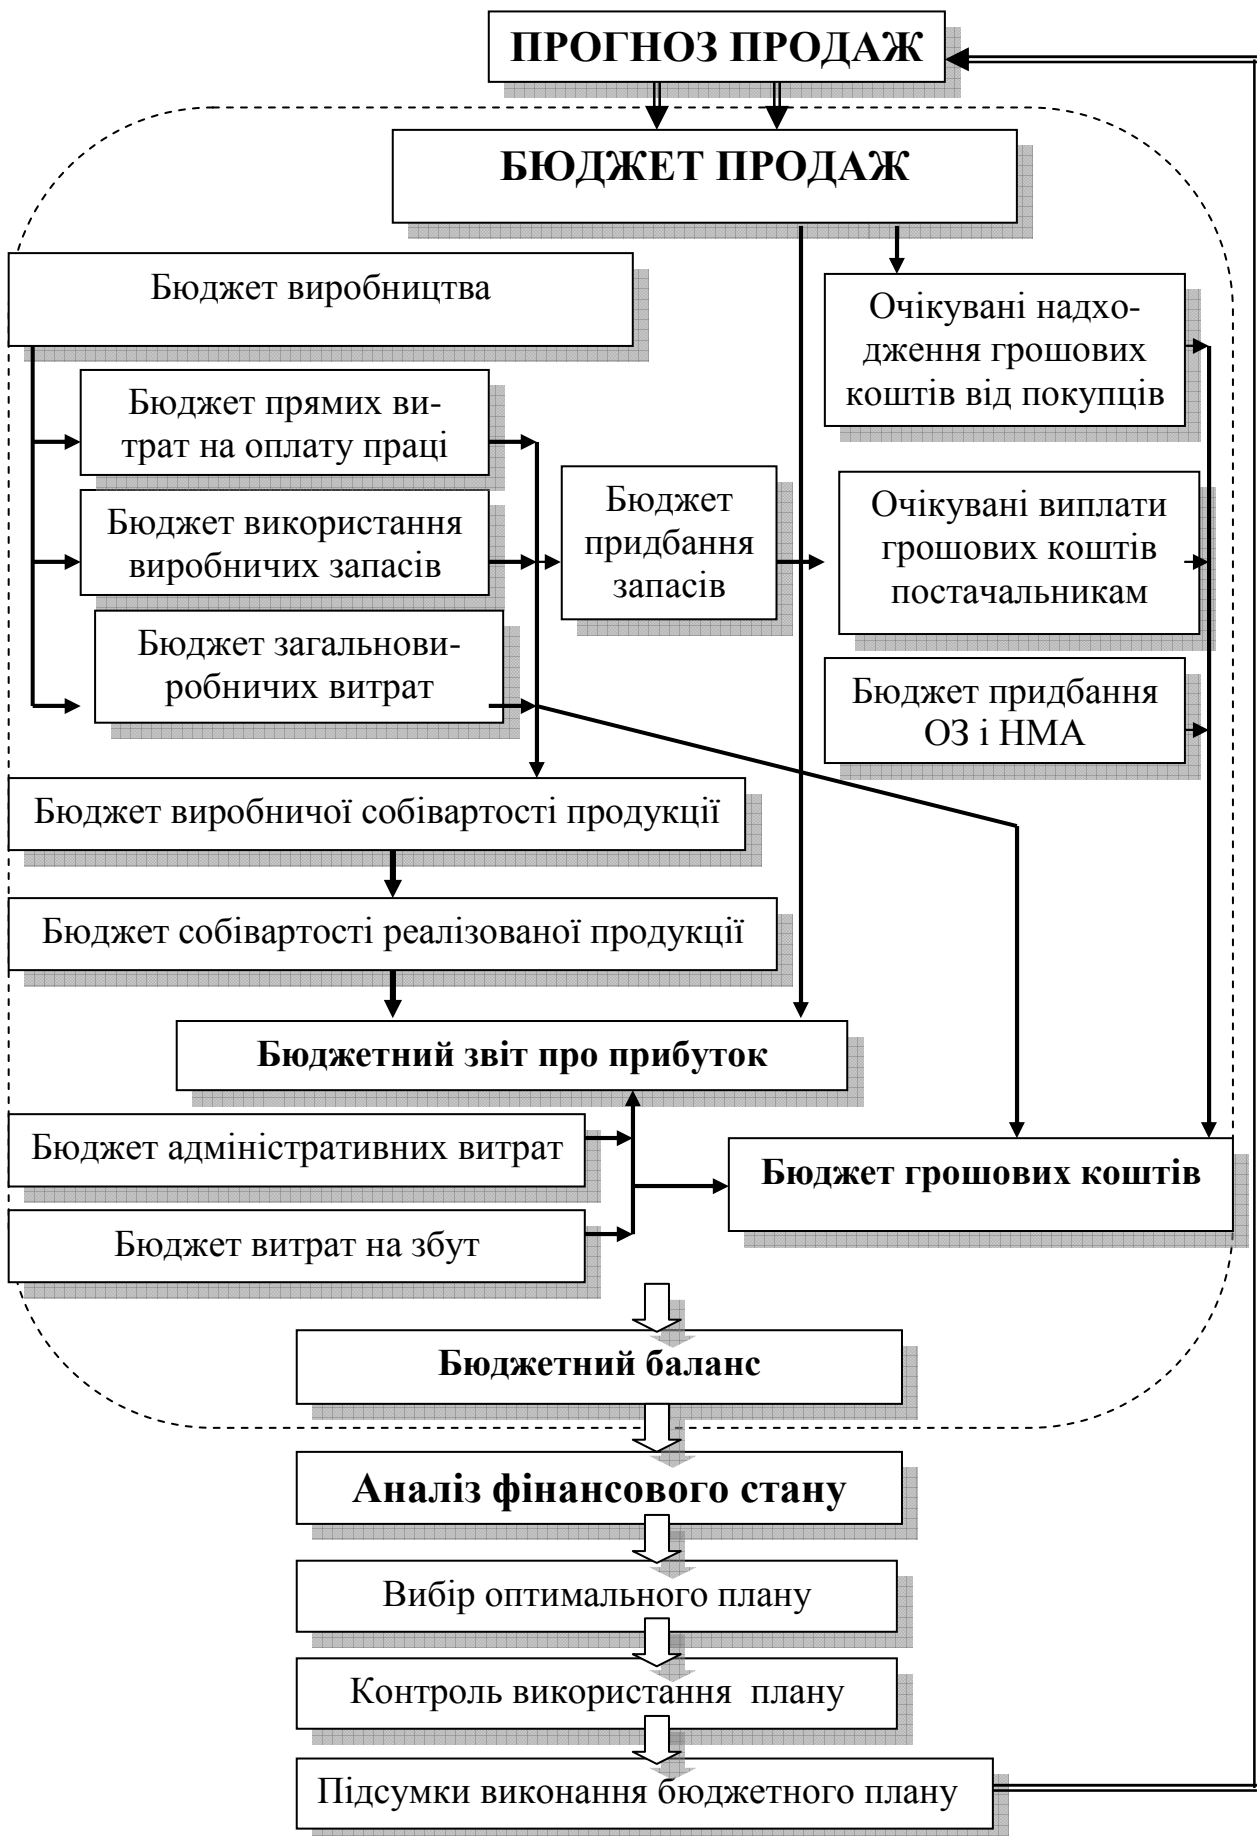 ПРОГНОЗ ПРОДАЖ
БЮДЖЕТ ПРОДАЖ
Бюджет виробництва
Очікувані надхо-
дження грошових
коштів від покупців
Бюджет прямих ви-
трат на оплату праці
Бюджет використання
виробничих запасів
Бюджет
придбання
запасів
Очікувані виплати
грошових коштів
постачальникам
Бюджет загальнови-
робничих витрат
Бюджет придбання
ОЗ і НМА
Бюджет виробничої собівартості продукції
Бюджет собівартості реалізованої продукції
Бюджетний звіт про прибуток
Бюджет адміністративних витрат
Бюджет грошових коштів
Бюджет витрат на збут
Бюджетний баланс
Аналіз фінансового стану
Вибір оптимального плану
Контроль використання  плану
Підсумки виконання бюджетного плану